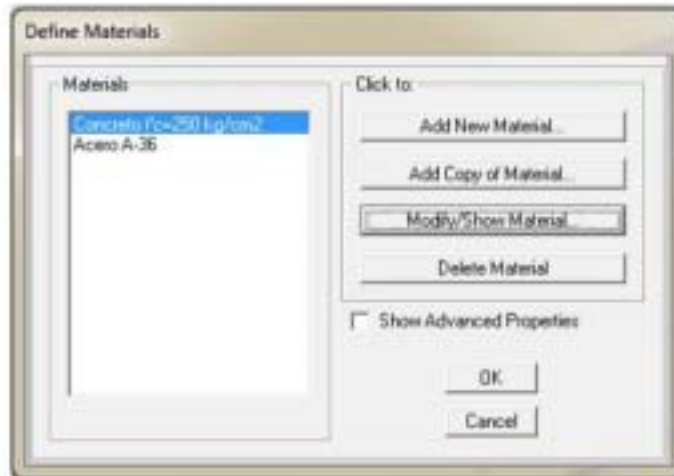 Define Materials
Materials
Concreto f'c=250 kg/cm2
Acero A-36
Click to:
Add New Material...
Add Copy of Material...
Modify/Show Material...
Delete Material
Show Advanced Properties
OK
Cancel